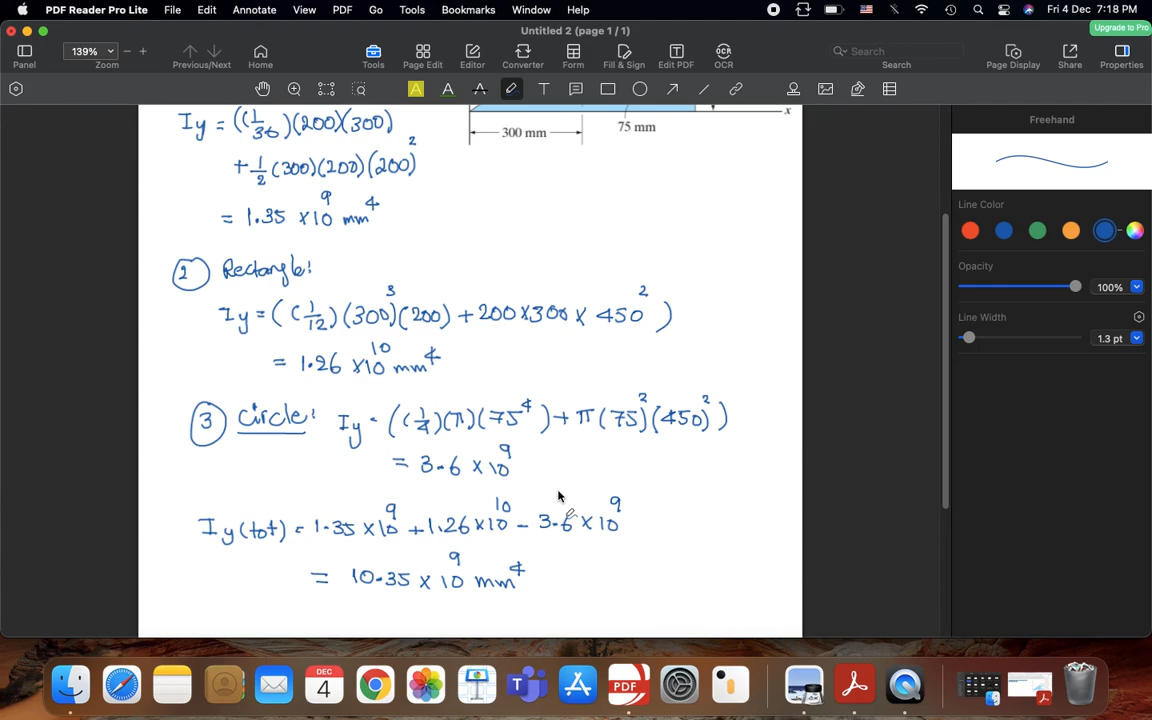 PDF Reader Pro Lite File Edit Annotate View PDF Go Tools Bookmarks Window Help Fri 4 Dec 7:18 PM
Untitled 2 (page 1 / 1)
Upgrade to Pro
139%
Search
Panel Zoom Previous/Next Home Tools Page Edit Editor Converter Form Fill & Sign Edit PDF OCR Search Page Display Share Properties
OCR
A A A T T
Iy = ((1/36)(200)(300)
+ 1/2 (300)(200)(200)²
= 1.35 × 10⁹ mm⁴
300 mm
75 mm
x
② Rectangle:
Iy = ((1/12)(300)³(200) + 200 × 300 × 450²)
= 1.26 × 10¹⁰ mm⁴
③ Circle: Iy = ((1/4)(π)(75⁴) + π(75)²(450)²)
= 3.6 × 10⁹
Iy(tot) = 1.35 × 10⁹ + 1.26 × 10¹⁰ - 3.6 × 10⁹
= 10.35 × 10⁹ mm⁴
Freehand
Line Color
Opacity
100%
Line Width
1.3 pt
DEC
4
PDF